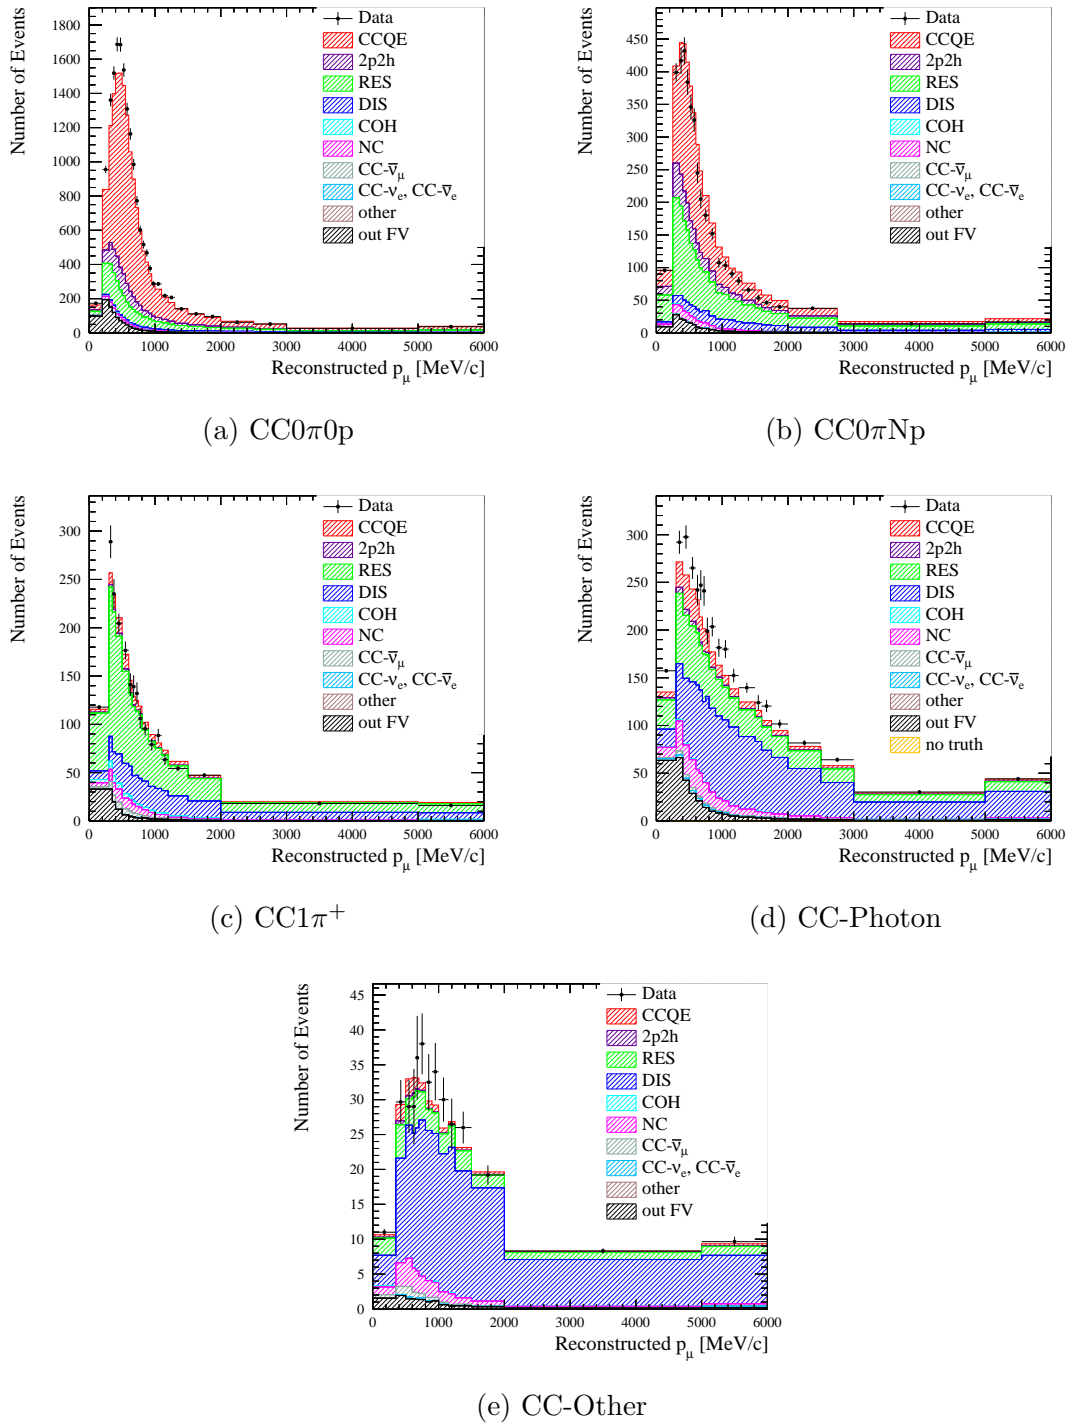 Number of Events
1800
1600
1400
1200
1000
800
600
400
200
0
Data
CCQE
2p2h
RES
DIS
COH
NC
CC-ν̅μ
CC-νe, CC-ν̅e
other
out FV
0 1000 2000 3000 4000 5000 6000
Reconstructed pμ [MeV/c]
(a) CC0π0p
Number of Events
450
400
350
300
250
200
150
100
50
0
Data
CCQE
2p2h
RES
DIS
COH
NC
CC-ν̅μ
CC-νe, CC-ν̅e
other
out FV
0 1000 2000 3000 4000 5000 6000
Reconstructed pμ [MeV/c]
(b) CC0πNp
Number of Events
300
250
200
150
100
50
0
Data
CCQE
2p2h
RES
DIS
COH
NC
CC-ν̅μ
CC-νe, CC-ν̅e
other
out FV
0 1000 2000 3000 4000 5000 6000
Reconstructed pμ [MeV/c]
(c) CC1π⁺
Number of Events
300
250
200
150
100
50
0
Data
CCQE
2p2h
RES
DIS
COH
NC
CC-ν̅μ
CC-νe, CC-ν̅e
other
out FV
no truth
0 1000 2000 3000 4000 5000 6000
Reconstructed pμ [MeV/c]
(d) CC-Photon
Number of Events
45
40
35
30
25
20
15
10
5
0
Data
CCQE
2p2h
RES
DIS
COH
NC
CC-ν̅μ
CC-νe, CC-ν̅e
other
out FV
0 1000 2000 3000 4000 5000 6000
Reconstructed pμ [MeV/c]
(e) CC-Other